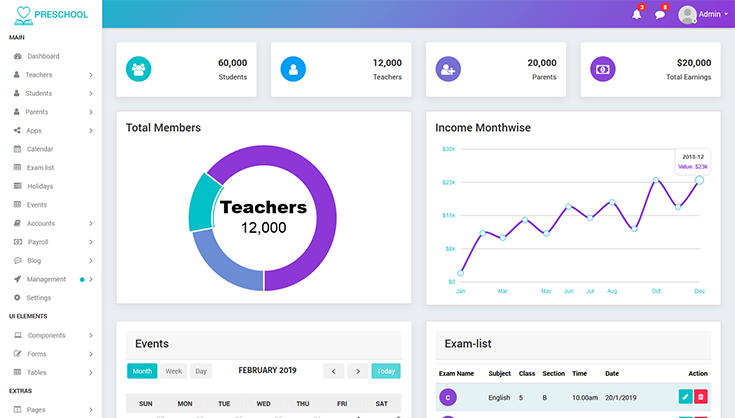 PRESCHOOL
3
8
Admin
MAIN
Dashboard
Teachers
Students
Parents
Apps
Calendar
Exam list
Holidays
Events
Accounts
Payroll
Blog
Management
Settings
UI ELEMENTS
Components
Forms
Tables
EXTRAS
Pages
60,000
Students
12,000
Teachers
20,000
Parents
$20,000
Total Earnings
Total Members
Teachers
12,000
Income Monthwise
$30k
$23k
$15k
$8k
$0
2018-12
Value: $23k
Jan Mar May Jun Jul Aug Oct Dec
Events
Month Week Day FEBRUARY 2019 < > Today
SUN MON TUE WED THU FRI SAT
Exam-list
Exam Name Subject Class Section Time Date Action
C English 5 B 10.00am 20/1/2019